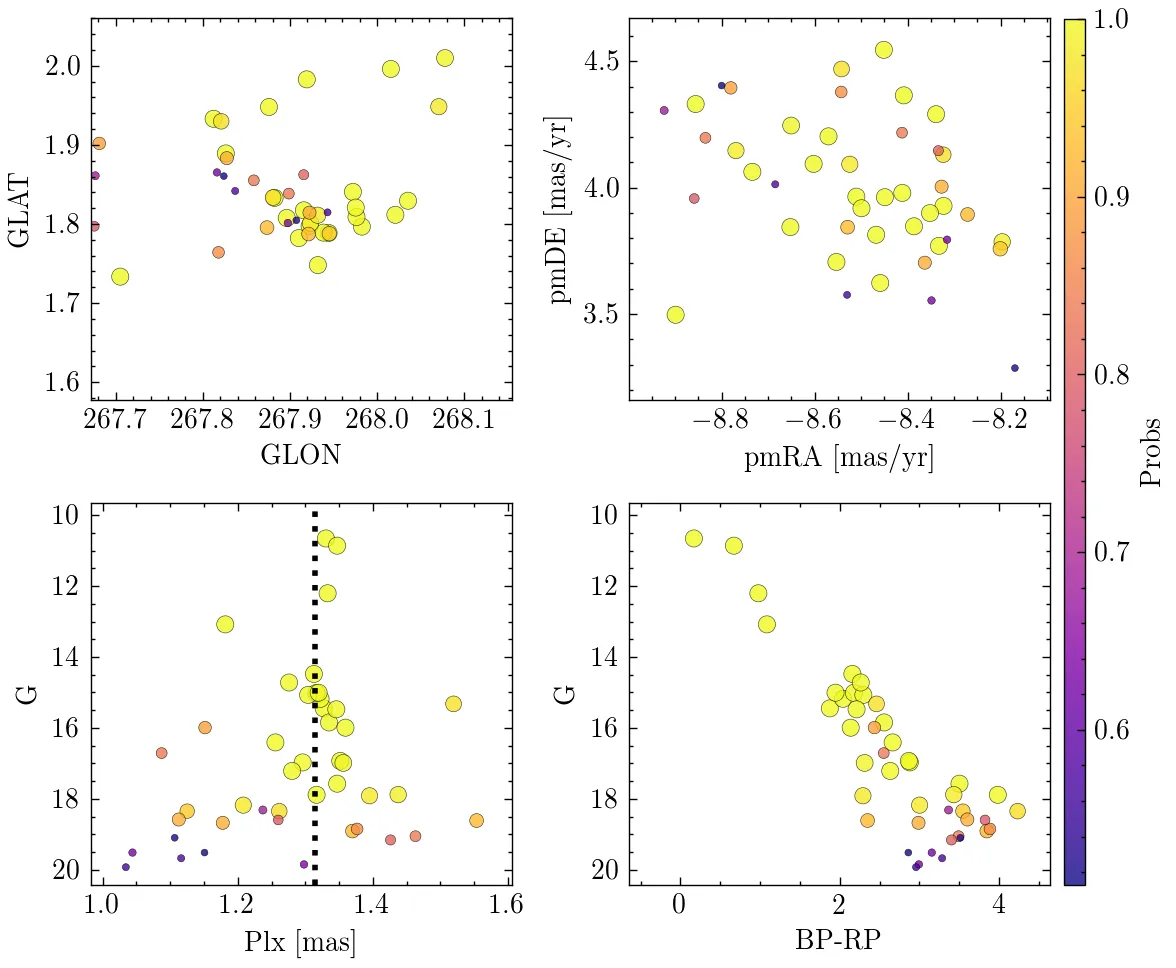 2.0
1.9
1.8
1.7
1.6
GLAT
267.7 267.8 267.9 268.0 268.1
GLON
4.5
4.0
3.5
pmDE [mas/yr]
−8.8 −8.6 −8.4 −8.2
pmRA [mas/yr]
10
12
14
16
18
20
G
1.0 1.2 1.4 1.6
Plx [mas]
10
12
14
16
18
20
G
0 2 4
BP-RP
1.0
0.9
0.8
0.7
0.6
Probs